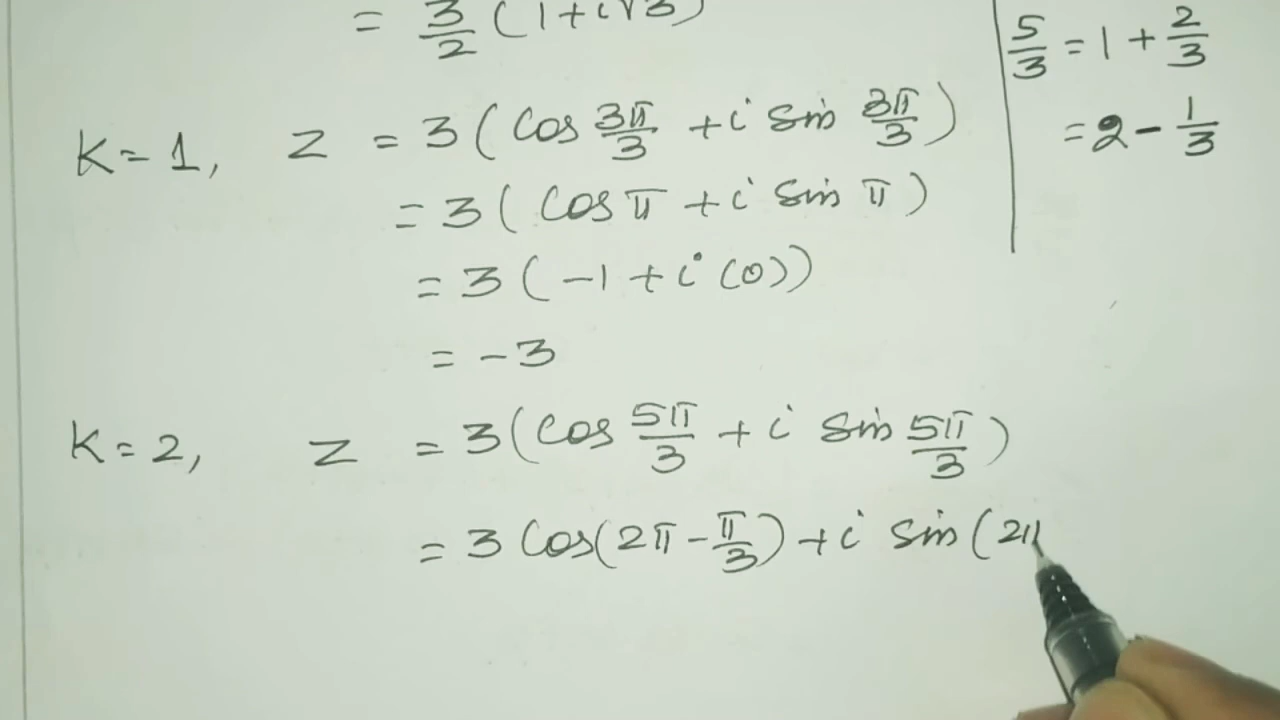 = 3/2 (1+i√3)
K=1, z = 3(cos 3π/3 + i sin 3π/3)
= 3(cos π + i sin π)
= 3(-1 + i(0))
= -3
K=2, z = 3(cos 5π/3 + i sin 5π/3)
= 3 cos(2π - π/3) + i sin(2π
5/3 = 1 + 2/3
= 2 - 1/3